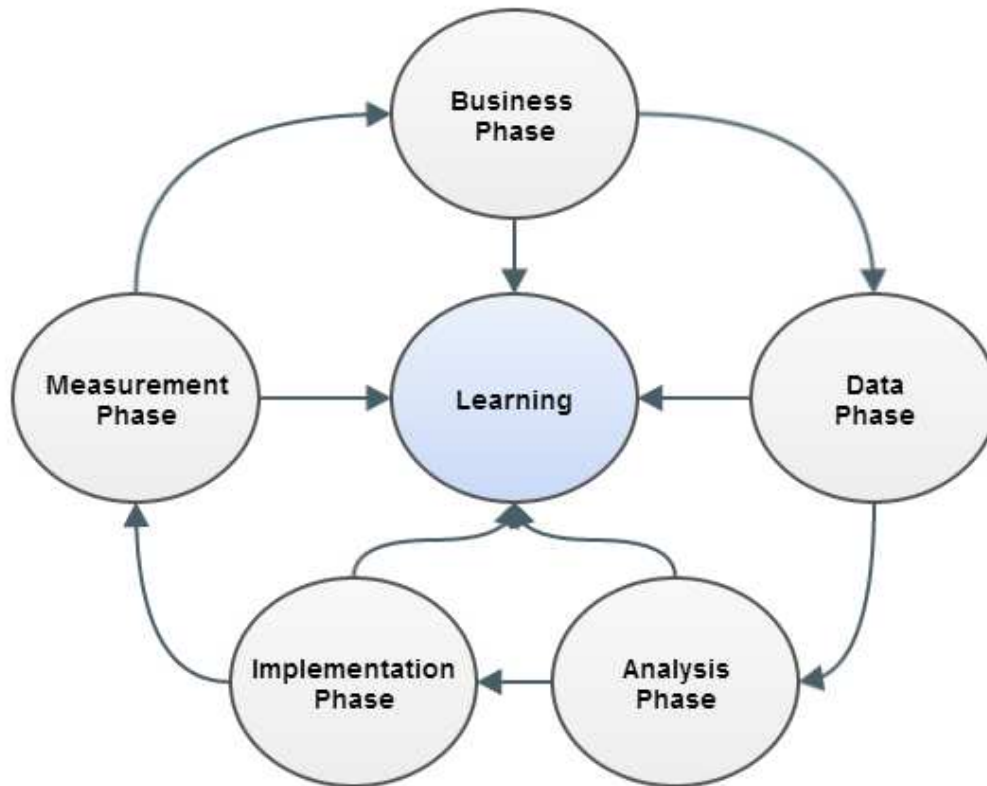 Business
Phase
Measurement
Phase
Learning
Data
Phase
Implementation
Phase
Analysis
Phase